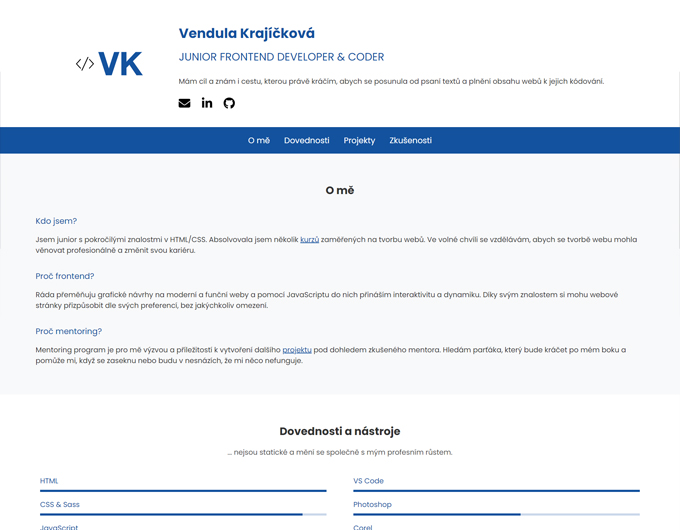 </> VK
Vendula Krajíčková
JUNIOR FRONTEND DEVELOPER & CODER
Mám cíl a znám i cestu, kterou právě kráčím, abych se posunula od psaní textů a plnění obsahu webů k jejich kódování.
O mě Dovednosti Projekty Zkušenosti
O mě
Kdo jsem?
Jsem junior s pokročilými znalostmi v HTML/CSS. Absolvovala jsem několik kurzů zaměřených na tvorbu webů. Ve volné chvíli se vzdělávám, abych se tvorbě webu mohla
věnovat profesionálně a změnit svou kariéru.
Proč frontend?
Ráda přeměňuju grafické návrhy na moderní a funční weby a pomocí JavaScriptu do nich přináším interaktivitu a dynamiku. Díky svým znalostem si mohu webové
stránky přizpůsobit dle svých preferencí, bez jakýchkoliv omezení.
Proč mentoring?
Mentoring program je pro mě výzvou a příležitostí k vytvoření dalšího projektu pod dohledem zkušeného mentora. Hledám parťáka, který bude kráčet po mém boku a
pomůže mi, když se zaseknu nebo budu v nesnázích, že mi něco nefunguje.
Dovednosti a nástroje
... nejsou statické a mění se společně s mým profesním růstem.
HTML VS Code
CSS & Sass Photoshop
JavaScript Corel